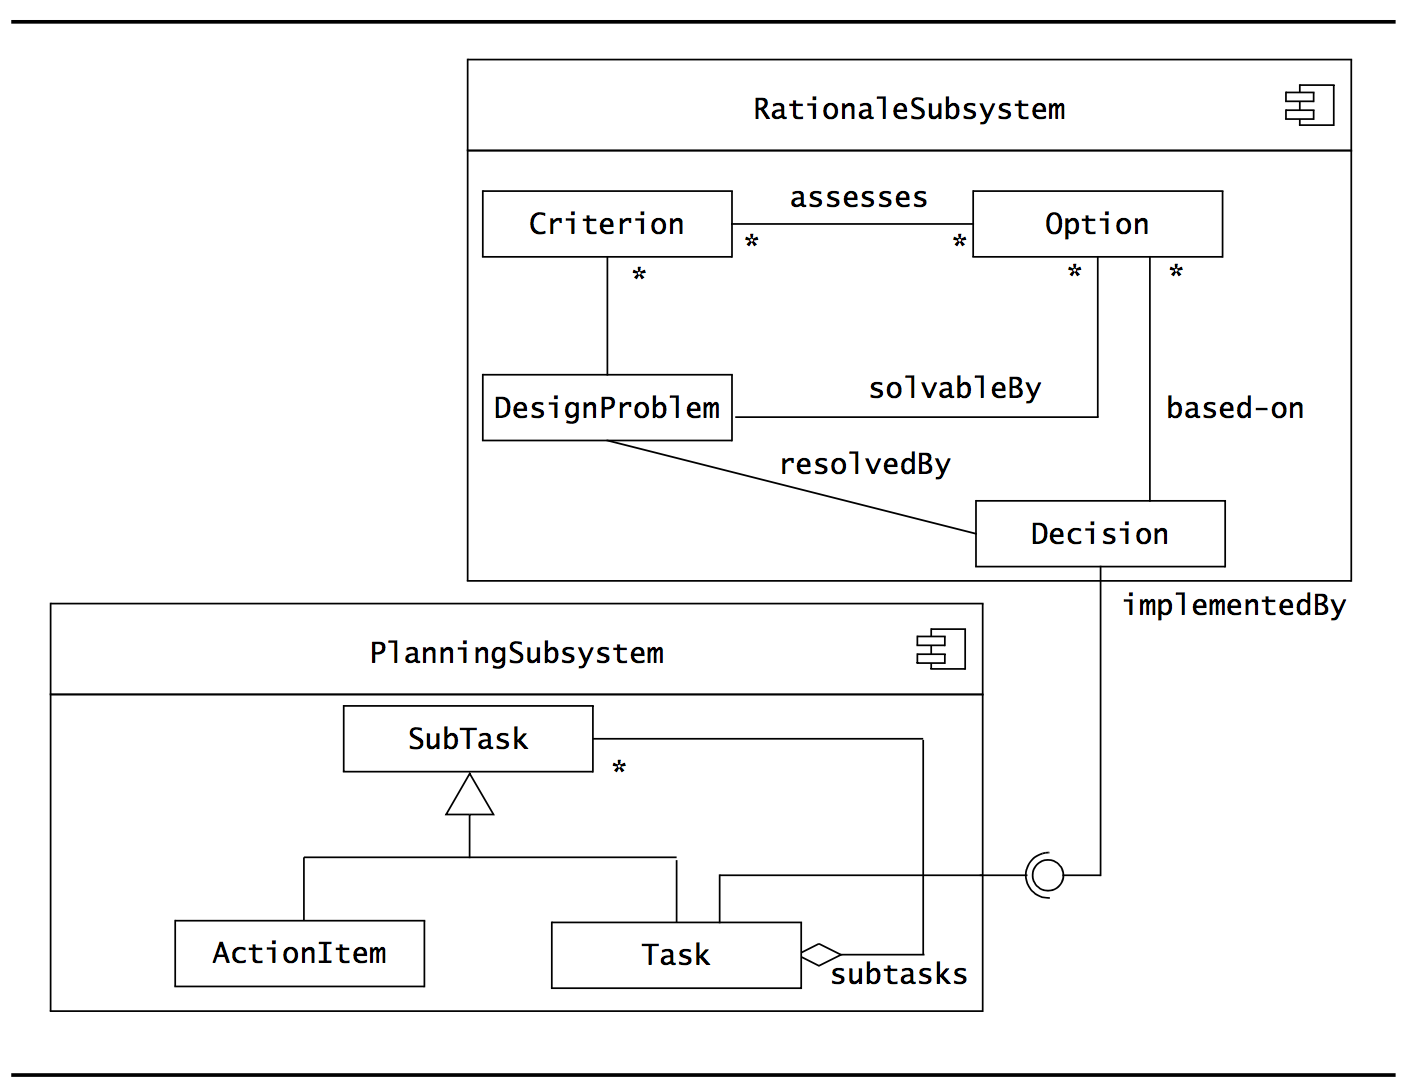 RationaleSubsystem
assesses
Criterion
Option
*
*
*
*
*
solvableBy
DesignProblem
based-on
resolvedBy
Decision
implementedBy
PlanningSubsystem
SubTask
*
ActionItem
Task
subtasks